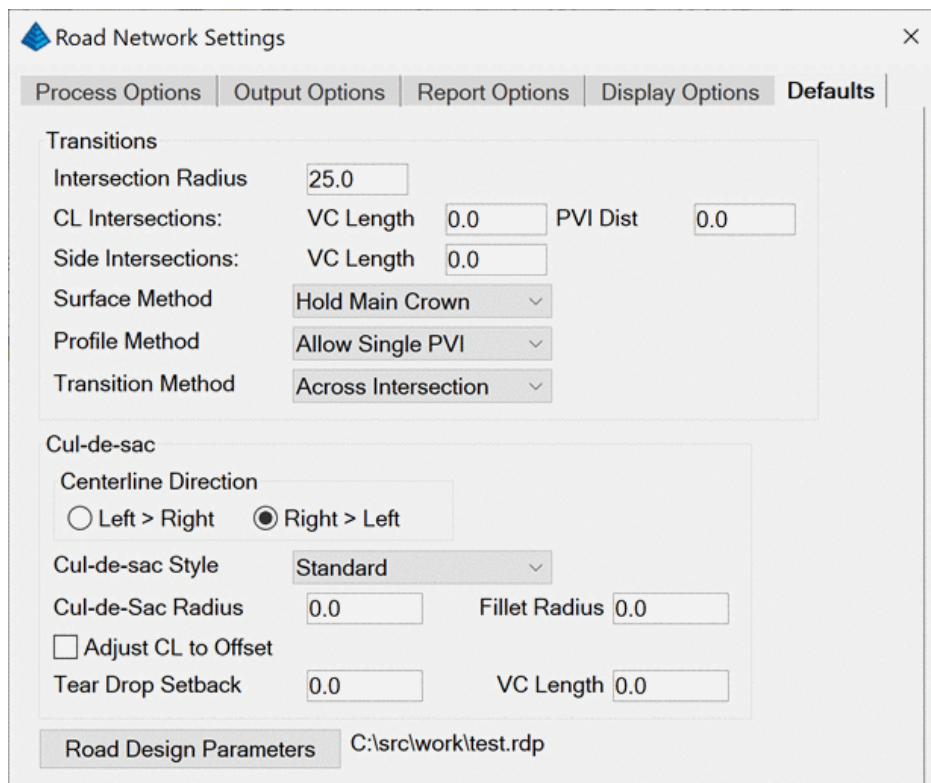 Road Network Settings
Process Options Output Options Report Options Display Options Defaults
Transitions
Intersection Radius 25.0
CL Intersections: VC Length 0.0 PVI Dist 0.0
Side Intersections: VC Length 0.0
Surface Method Hold Main Crown
Profile Method Allow Single PVI
Transition Method Across Intersection
Cul-de-sac
Centerline Direction
Left > Right Right > Left
Cul-de-sac Style Standard
Cul-de-Sac Radius 0.0 Fillet Radius 0.0
Adjust CL to Offset
Tear Drop Setback 0.0 VC Length 0.0
Road Design Parameters C:\src\work\test.rdp